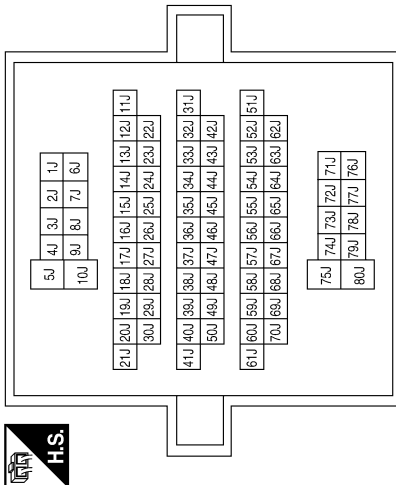 H.S.
5J 4J 3J 2J 1J
10J 9J 8J 7J 6J
21J 20J 19J 18J 17J 16J 15J 14J 13J 12J 11J
30J 29J 28J 27J 26J 25J 24J 23J 22J
41J 40J 39J 38J 37J 36J 35J 34J 33J 32J 31J
50J 49J 48J 47J 46J 45J 44J 43J 42J
61J 60J 59J 58J 57J 56J 55J 54J 53J 52J 51J
70J 69J 68J 67J 66J 65J 64J 63J 62J
75J 74J 73J 72J 71J
80J 79J 78J 77J 76J